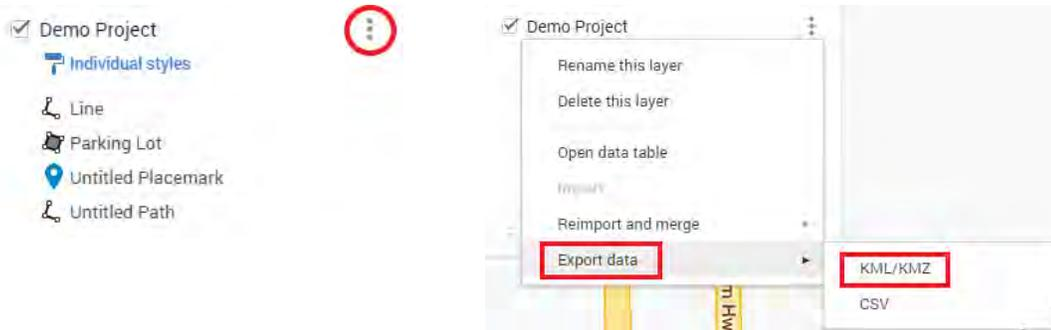 Demo Project
Individual styles
Line
Parking Lot
Untitled Placemark
Untitled Path
Demo Project
Rename this layer
Delete this layer
Open data table
Import
Reimport and merge
Export data
KML/KMZ
CSV
m Hw